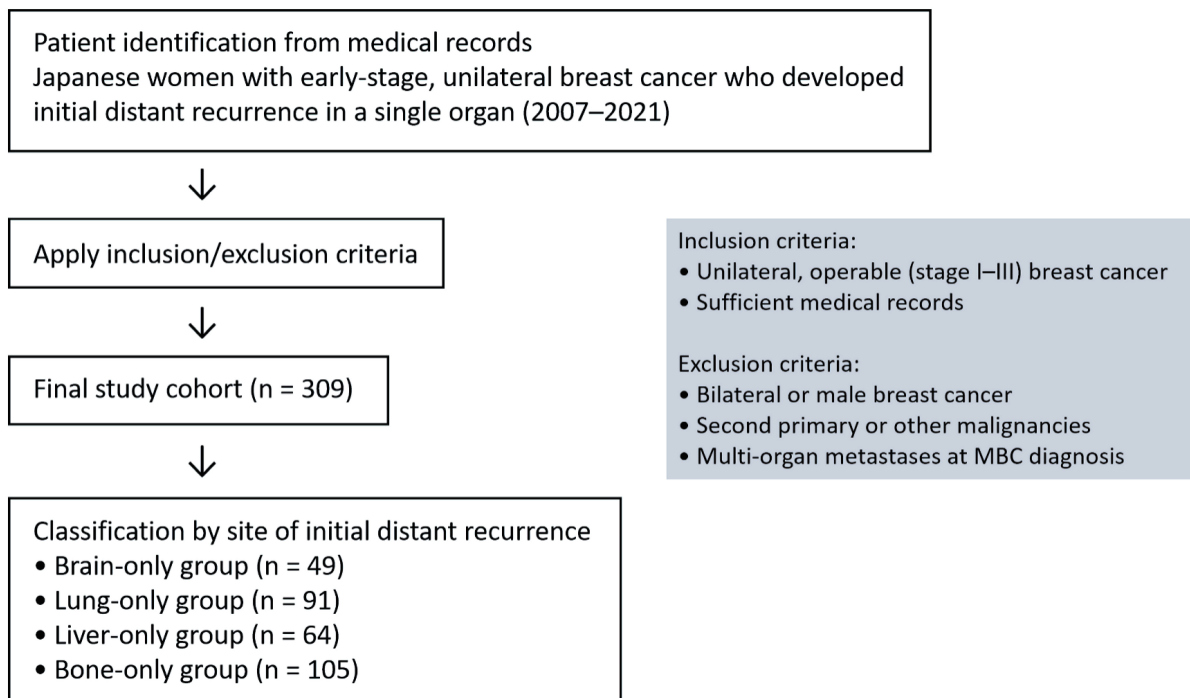 Patient identification from medical records
Japanese women with early-stage, unilateral breast cancer who developed
initial distant recurrence in a single organ (2007–2021)
Apply inclusion/exclusion criteria
Final study cohort (n = 309)
Classification by site of initial distant recurrence
• Brain-only group (n = 49)
• Lung-only group (n = 91)
• Liver-only group (n = 64)
• Bone-only group (n = 105)
Inclusion criteria:
• Unilateral, operable (stage I–III) breast cancer
• Sufficient medical records
Exclusion criteria:
• Bilateral or male breast cancer
• Second primary or other malignancies
• Multi-organ metastases at MBC diagnosis